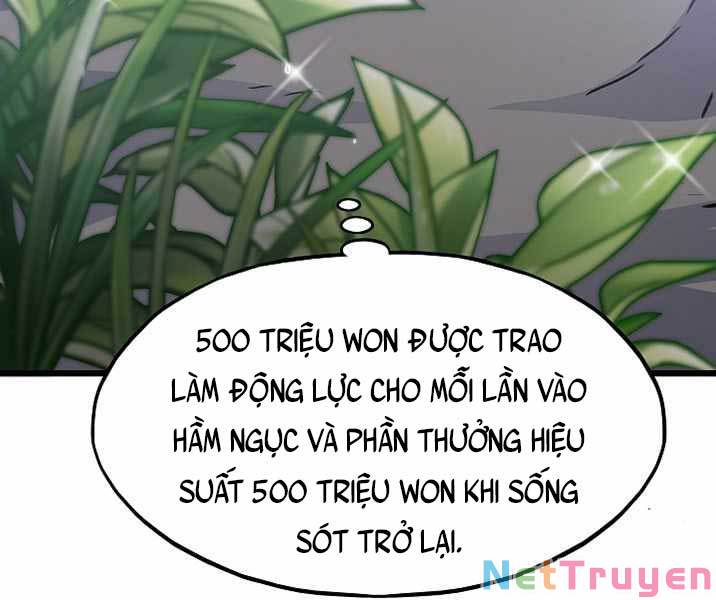 500 TRIỆU WON ĐƯỢC TRAO
LÀM ĐỘNG LỰC CHO MỖI LẦN VÀO
HẦM NGỤC VÀ PHẦN THƯỞNG HIỆU
SUẤT 500 TRIỆU WON KHI SỐNG
SÓT TRỞ LẠI.
NetTruyen